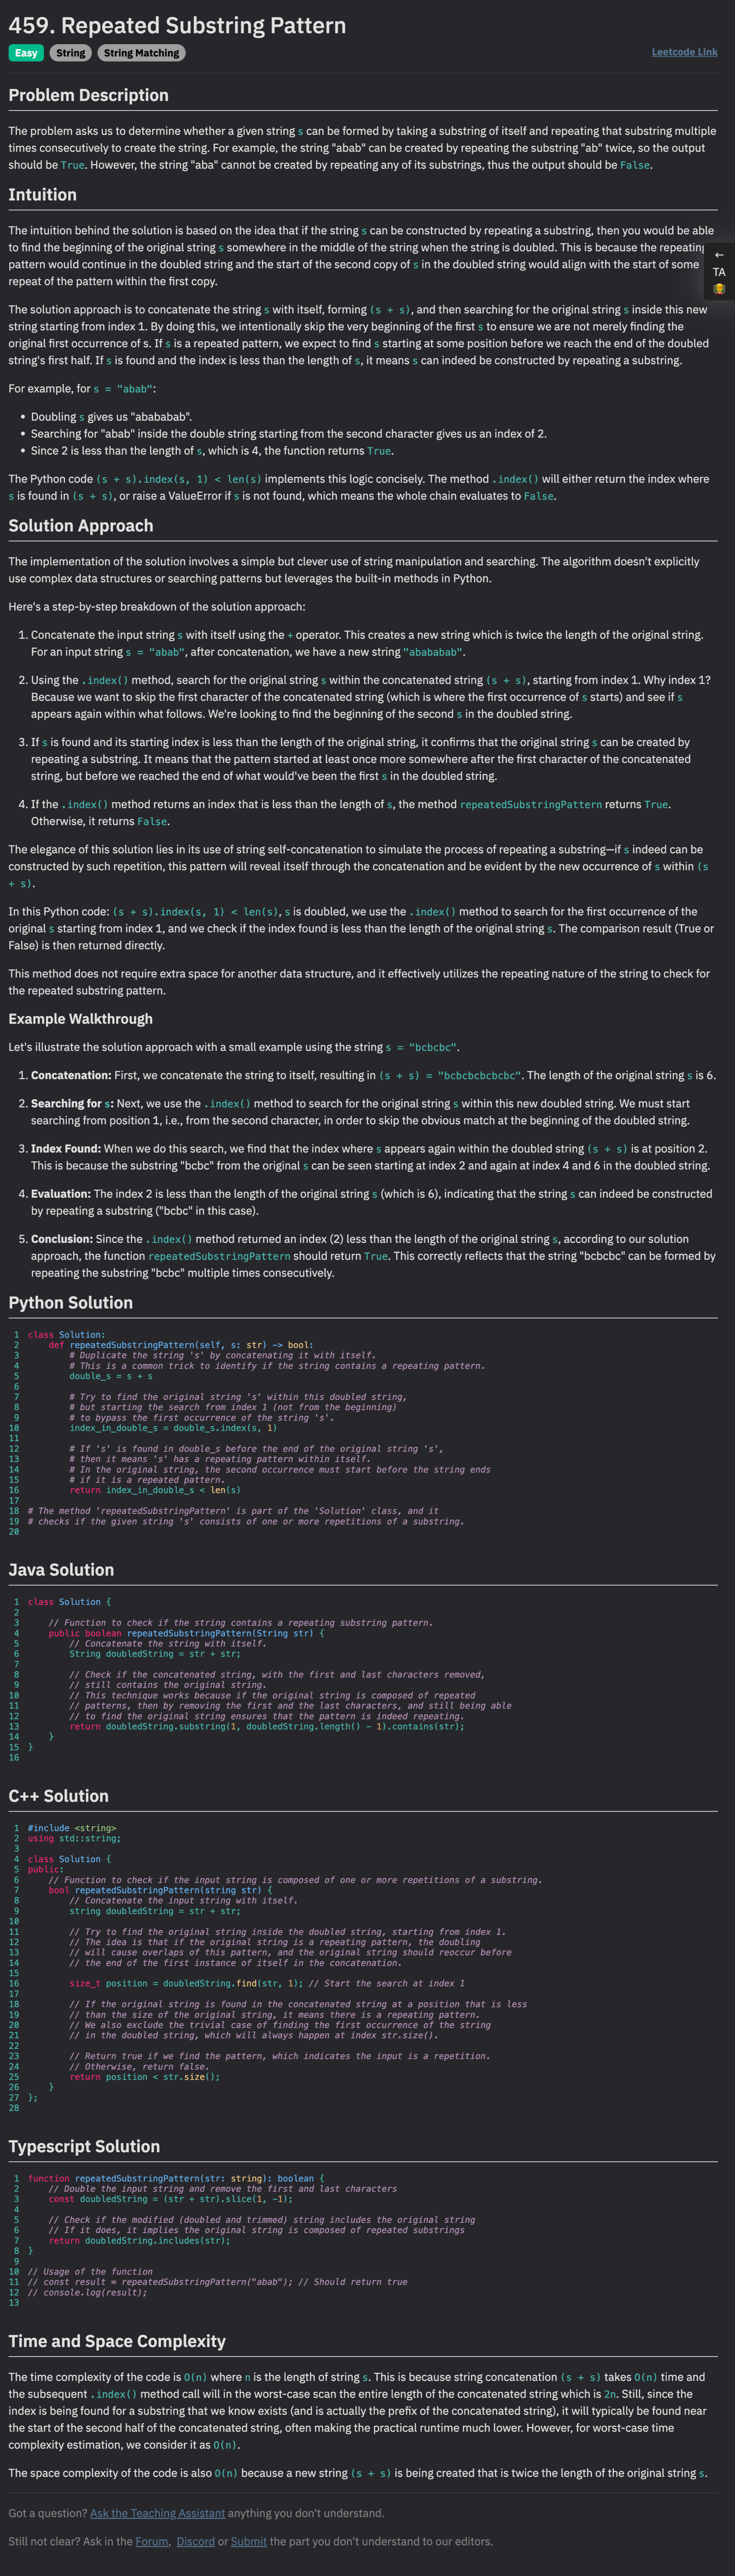 459. Repeated Substring Pattern
Easy String String Matching Leetcode Link
Problem Description
The problem asks us to determine whether a given string s can be formed by taking a substring of itself and repeating that substring multiple
times consecutively to create the string. For example, the string "abab" can be created by repeating the substring "ab" twice, so the output
should be True. However, the string "aba" cannot be created by repeating any of its substrings, thus the output should be False.
Intuition
The intuition behind the solution is based on the idea that if the string s can be constructed by repeating a substring, then you would be able
to find the beginning of the original string s somewhere in the middle of the string when the string is doubled. This is because the repeating
pattern would continue in the doubled string and the start of the second copy of s in the doubled string would align with the start of some
repeat of the pattern within the first copy.
←
TA
The solution approach is to concatenate the string s with itself, forming (s + s), and then searching for the original string s inside this new
string starting from index 1. By doing this, we intentionally skip the very beginning of the first s to ensure we are not merely finding the
original first occurrence of s. If s is a repeated pattern, we expect to find s starting at some position before we reach the end of the doubled
string's first half. If s is found and the index is less than the length of s, it means s can indeed be constructed by repeating a substring.
For example, for s = "abab":
• Doubling s gives us "abababab".
• Searching for "abab" inside the double string starting from the second character gives us an index of 2.
• Since 2 is less than the length of s, which is 4, the function returns True.
The Python code (s + s).index(s, 1) < len(s) implements this logic concisely. The method .index() will either return the index where
s is found in (s + s), or raise a ValueError if s is not found, which means the whole chain evaluates to False.
Solution Approach
The implementation of the solution involves a simple but clever use of string manipulation and searching. The algorithm doesn't explicitly
use complex data structures or searching patterns but leverages the built-in methods in Python.
Here's a step-by-step breakdown of the solution approach:
1. Concatenate the input string s with itself using the + operator. This creates a new string which is twice the length of the original string.
For an input string s = "abab", after concatenation, we have a new string "abababab".
2. Using the .index() method, search for the original string s within the concatenated string (s + s), starting from index 1. Why index 1?
Because we want to skip the first character of the concatenated string (which is where the first occurrence of s starts) and see if s
appears again within what follows. We're looking to find the beginning of the second s in the doubled string.
3. If s is found and its starting index is less than the length of the original string, it confirms that the original string s can be created by
repeating a substring. It means that the pattern started at least once more somewhere after the first character of the concatenated
string, but before we reached the end of what would've been the first s in the doubled string.
4. If the .index() method returns an index that is less than the length of s, the method repeatedSubstringPattern returns True.
Otherwise, it returns False.
The elegance of this solution lies in its use of string self-concatenation to simulate the process of repeating a substring—if s indeed can be
constructed by such repetition, this pattern will reveal itself through the concatenation and be evident by the new occurrence of s within (s
+ s).
In this Python code: (s + s).index(s, 1) < len(s), s is doubled, we use the .index() method to search for the first occurrence of the
original s starting from index 1, and we check if the index found is less than the length of the original string s. The comparison result (True or
False) is then returned directly.
This method does not require extra space for another data structure, and it effectively utilizes the repeating nature of the string to check for
the repeated substring pattern.
Example Walkthrough
Let's illustrate the solution approach with a small example using the string s = "bcbcbc".
1. Concatenation: First, we concatenate the string to itself, resulting in (s + s) = "bcbcbcbcbcbc". The length of the original string s is 6.
2. Searching for s: Next, we use the .index() method to search for the original string s within this new doubled string. We must start
searching from position 1, i.e., from the second character, in order to skip the obvious match at the beginning of the doubled string.
3. Index Found: When we do this search, we find that the index where s appears again within the doubled string (s + s) is at position 2.
This is because the substring "bcbc" from the original s can be seen starting at index 2 and again at index 4 and 6 in the doubled string.
4. Evaluation: The index 2 is less than the length of the original string s (which is 6), indicating that the string s can indeed be constructed
by repeating a substring ("bcbc" in this case).
5. Conclusion: Since the .index() method returned an index (2) less than the length of the original string s, according to our solution
approach, the function repeatedSubstringPattern should return True. This correctly reflects that the string "bcbcbc" can be formed by
repeating the substring "bcbc" multiple times consecutively.
Python Solution
1 class Solution:
2     def repeatedSubstringPattern(self, s: str) -> bool:
3         # Duplicate the string 's' by concatenating it with itself.
4         # This is a common trick to identify if the string contains a repeating pattern.
5         double_s = s + s
6
7         # Try to find the original string 's' within this doubled string,
8         # but starting the search from index 1 (not from the beginning)
9         # to bypass the first occurrence of the string 's'.
10         index_in_double_s = double_s.index(s, 1)
11
12         # If 's' is found in double_s before the end of the original string 's',
13         # then it means 's' has a repeating pattern within itself.
14         # In the original string, the second occurrence must start before the string ends
15         # if it is a repeated pattern.
16         return index_in_double_s < len(s)
17
18 # The method 'repeatedSubstringPattern' is part of the 'Solution' class, and it
19 # checks if the given string 's' consists of one or more repetitions of a substring.
20
Java Solution
1 class Solution {
2
3     // Function to check if the string contains a repeating substring pattern.
4     public boolean repeatedSubstringPattern(String str) {
5         // Concatenate the string with itself.
6         String doubledString = str + str;
7
8         // Check if the concatenated string, with the first and last characters removed,
9         // still contains the original string.
10         // This technique works because if the original string is composed of repeated
11         // patterns, then by removing the first and the last characters, and still being able
12         // to find the original string ensures that the pattern is indeed repeating.
13         return doubledString.substring(1, doubledString.length() - 1).contains(str);
14     }
15 }
16
C++ Solution
1 #include <string>
2 using std::string;
3
4 class Solution {
5 public:
6     // Function to check if the input string is composed of one or more repetitions of a substring.
7     bool repeatedSubstringPattern(string str) {
8         // Concatenate the input string with itself.
9         string doubledString = str + str;
10
11         // Try to find the original string inside the doubled string, starting from index 1.
12         // The idea is that if the original string is a repeating pattern, the doubling
13         // will cause overlaps of this pattern, and the original string should reoccur before
14         // the end of the first instance of itself in the concatenation.
15
16         size_t position = doubledString.find(str, 1); // Start the search at index 1
17
18         // If the original string is found in the concatenated string at a position that is less
19         // than the size of the original string, it means there is a repeating pattern.
20         // We also exclude the trivial case of finding the first occurrence of the string
21         // in the doubled string, which will always happen at index str.size().
22
23         // Return true if we find the pattern, which indicates the input is a repetition.
24         // Otherwise, return false.
25         return position < str.size();
26     }
27 };
28
Typescript Solution
1 function repeatedSubstringPattern(str: string): boolean {
2     // Double the input string and remove the first and last characters
3     const doubledString = (str + str).slice(1, -1);
4
5     // Check if the modified (doubled and trimmed) string includes the original string
6     // If it does, it implies the original string is composed of repeated substrings
7     return doubledString.includes(str);
8 }
9
10 // Usage of the function
11 // const result = repeatedSubstringPattern("abab"); // Should return true
12 // console.log(result);
13
Time and Space Complexity
The time complexity of the code is O(n) where n is the length of string s. This is because string concatenation (s + s) takes O(n) time and
the subsequent .index() method call will in the worst-case scan the entire length of the concatenated string which is 2n. Still, since the
index is being found for a substring that we know exists (and is actually the prefix of the concatenated string), it will typically be found near
the start of the second half of the concatenated string, often making the practical runtime much lower. However, for worst-case time
complexity estimation, we consider it as O(n).
The space complexity of the code is also O(n) because a new string (s + s) is being created that is twice the length of the original string s.
Got a question? Ask the Teaching Assistant anything you don't understand.
Still not clear? Ask in the Forum, Discord or Submit the part you don't understand to our editors.